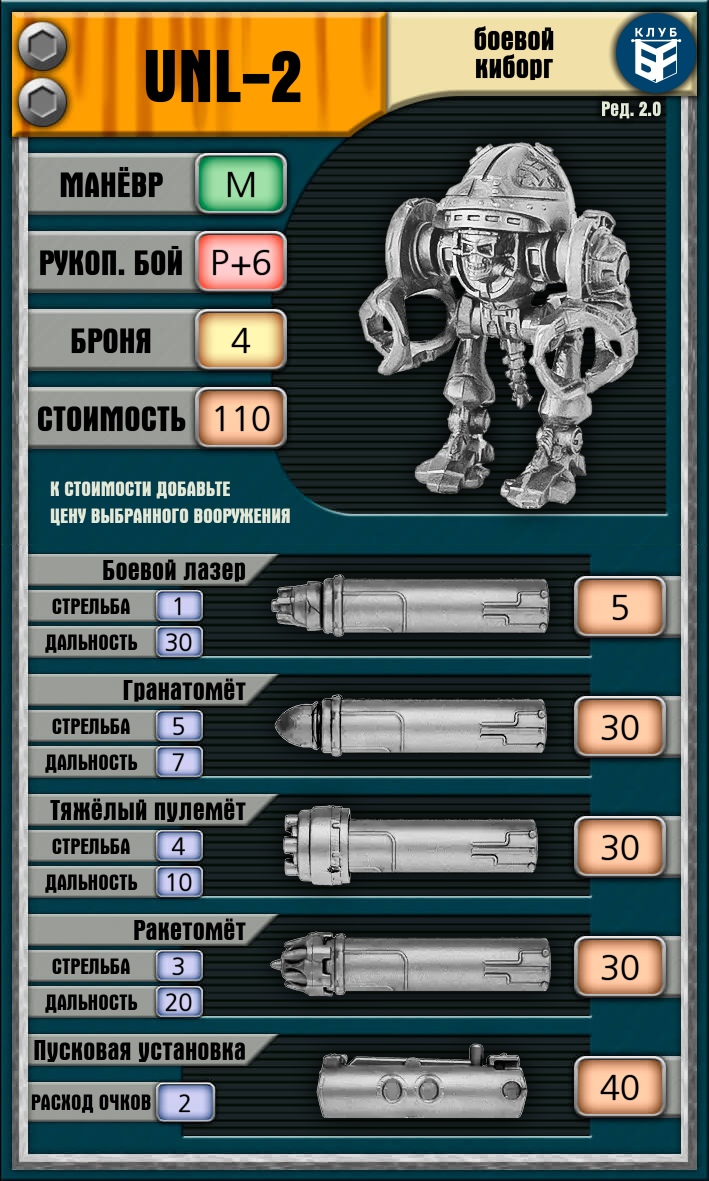 UNL-2
боевой
киборг
КЛУБ
Ред. 2.0
МАНЁВР
М
РУКОП. БОЙ
Р+6
БРОНЯ
4
СТОИМОСТЬ
110
К СТОИМОСТИ ДОБАВЬТЕ
ЦЕНУ ВЫБРАННОГО ВООРУЖЕНИЯ
Боевой лазер
СТРЕЛЬБА 1
ДАЛЬНОСТЬ 30
5
Гранатомёт
СТРЕЛЬБА 5
ДАЛЬНОСТЬ 7
30
Тяжёлый пулемёт
СТРЕЛЬБА 4
ДАЛЬНОСТЬ 10
30
Ракетомёт
СТРЕЛЬБА 3
ДАЛЬНОСТЬ 20
30
Пусковая установка
РАСХОД ОЧКОВ 2
40